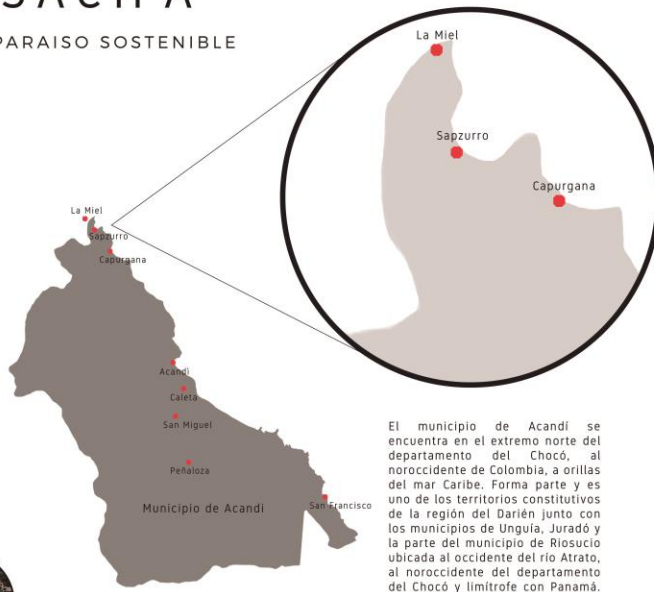 PARAISO SOSTENIBLE
La Miel
Sapzurro
Capurgana
La Miel
Sapzurro
Capurgana
Acandi
Caleta
San Miguel
Peñaloza
Municipio de Acandi
San Francisco
El municipio de Acandí se
encuentra en el extremo norte del
departamento del Chocó, al
noroccidente de Colombia, a orillas
del mar Caribe. Forma parte y es
uno de los territorios constitutivos
de la región del Darién junto con
los municipios de Unguía, Juradó y
la parte del municipio de Riosucio
ubicada al occidente del río Atrato,
al noroccidente del departamento
del Chocó y limítrofe con Panamá.